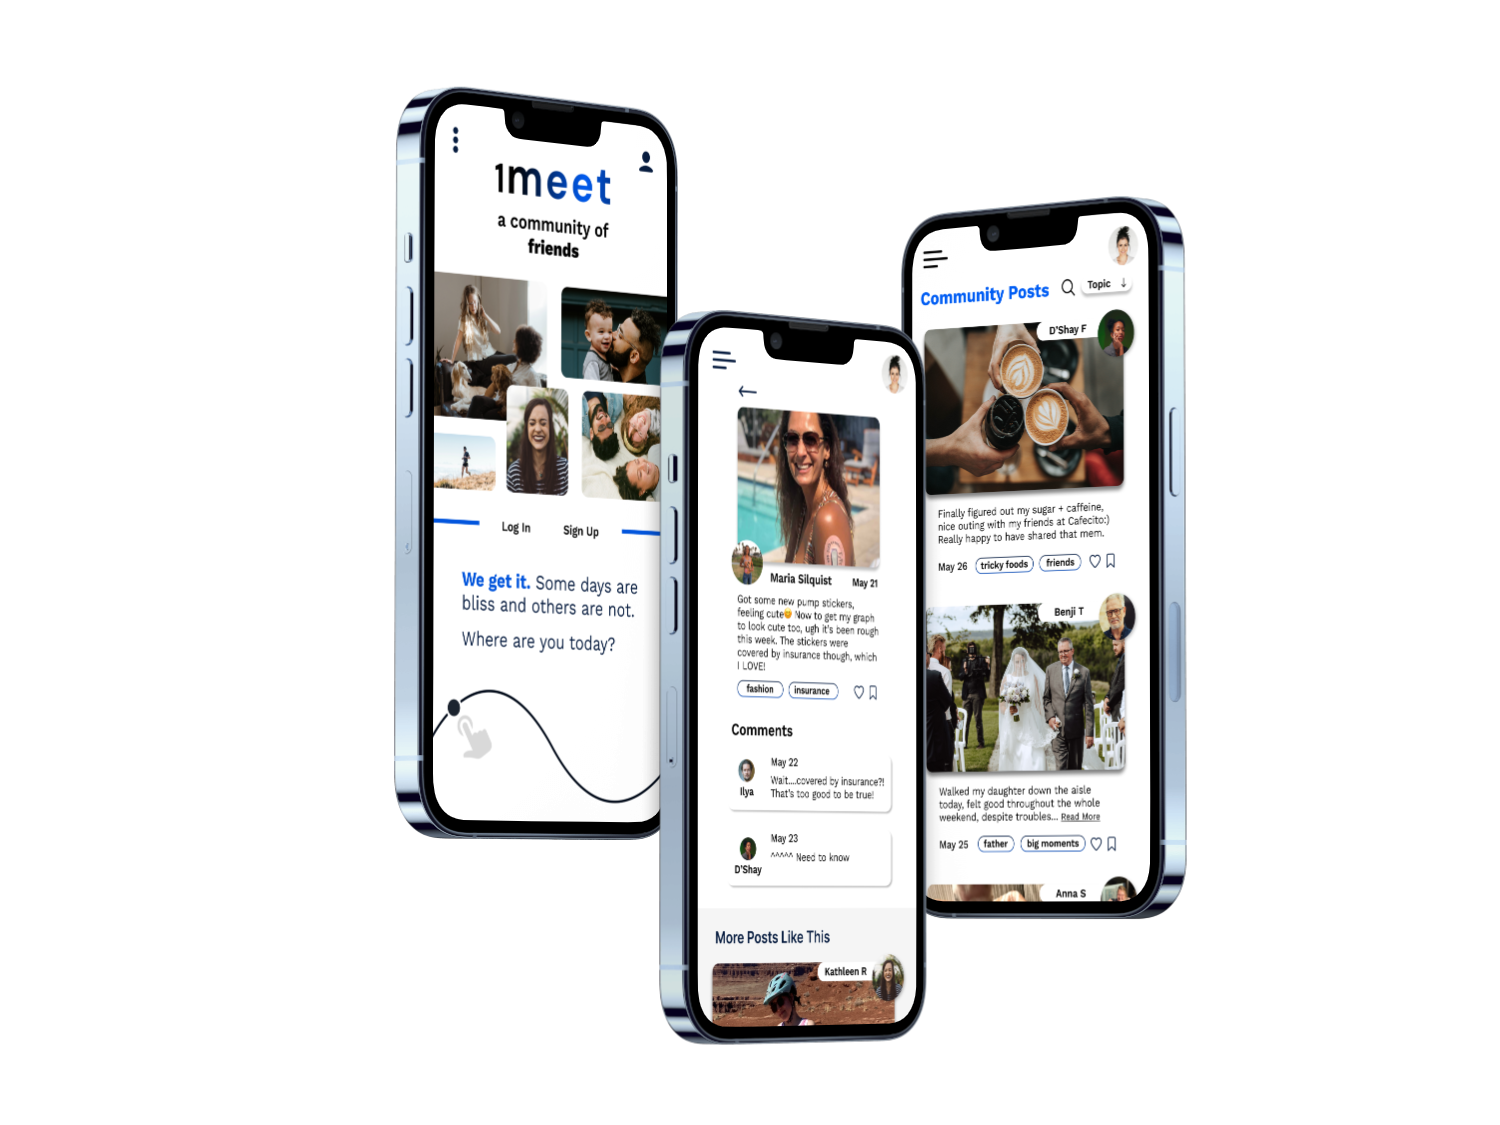 1meet
a community of
friends
Log In
Sign Up
We get it. Some days are
bliss and others are not.
Where are you today?
Maria Silquist
May 21
Got some new pump stickers,
feeling cute😊 Now to get my graph
to look cute too, ugh it's been rough
this week. The stickers were
covered by insurance though, which
I LOVE!
fashion
insurance
Comments
May 22
Wait....covered by insurance?!
That's too good to be true!
Ilya
May 23
^^^^^ Need to know
D'Shay
More Posts Like This
Kathleen R
Community Posts
Topic ↓
D'Shay F
Finally figured out my sugar + caffeine,
nice outing with my friends at Cafecito:)
Really happy to have shared that mem.
May 26
tricky foods
friends
Benji T
Walked my daughter down the aisle
today, felt good throughout the whole
weekend, despite troubles... Read More
May 25
father
big moments
Anna S